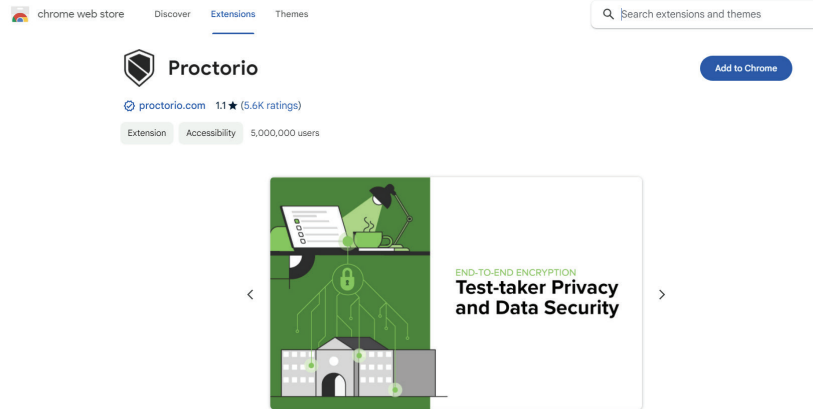 chrome web store
Discover
Extensions
Themes
Search extensions and themes
Proctorio
Add to Chrome
proctorio.com 1.1 ★ (5.6K ratings)
Extension Accessibility 5,000,000 users
END-TO-END ENCRYPTION
Test-taker Privacy
and Data Security